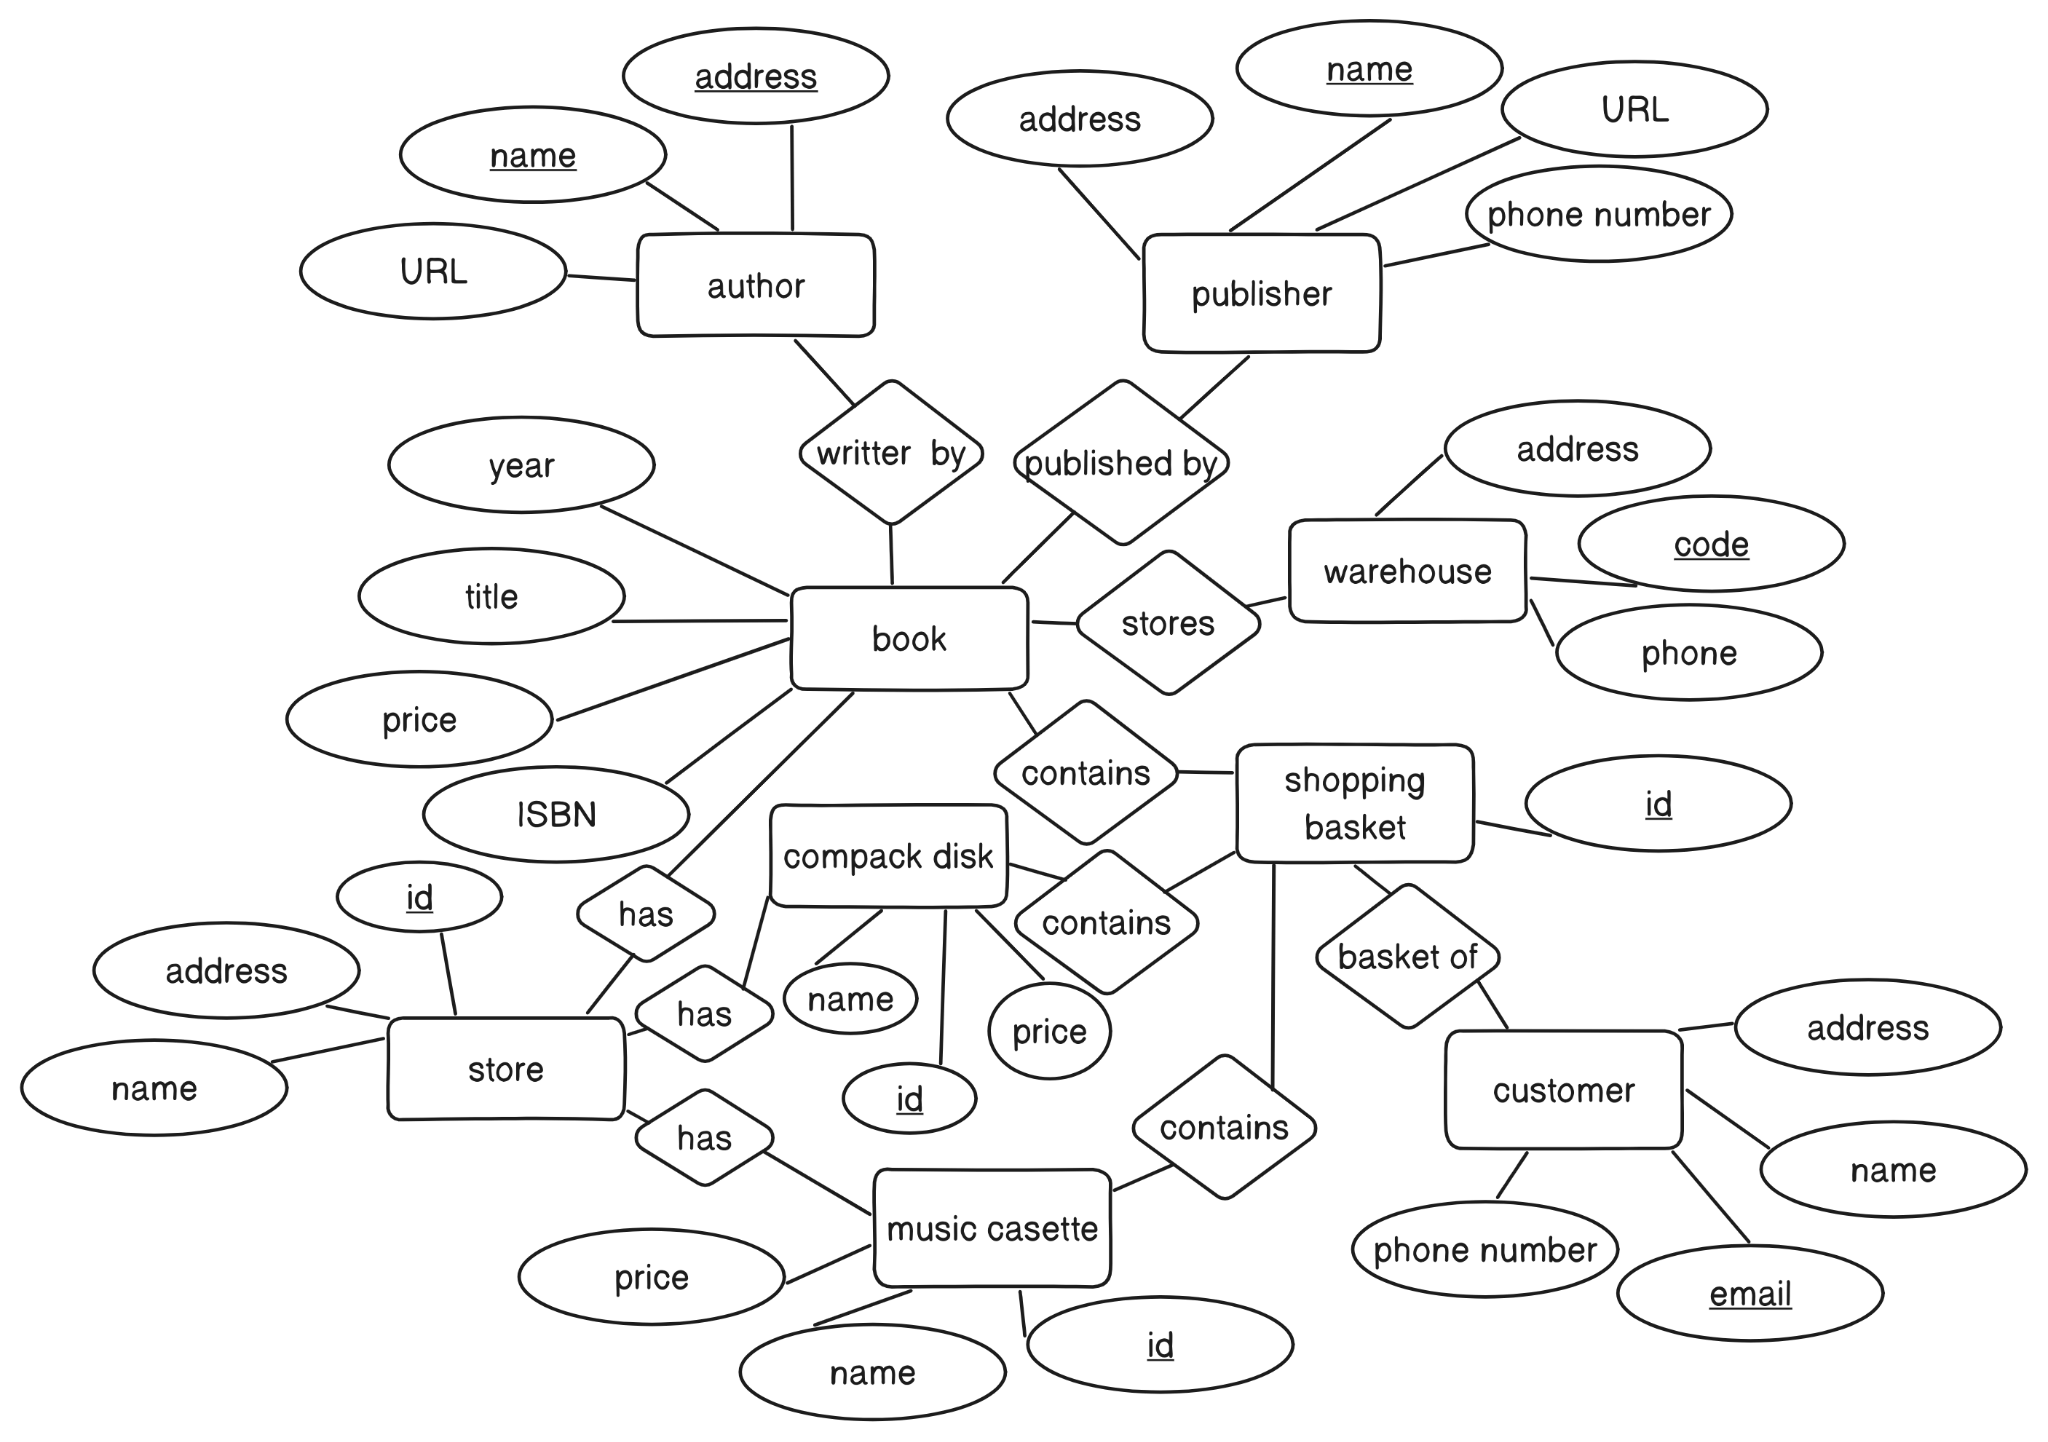 address
name
URL
author
address
name
URL
phone number
publisher
writter  by
published by
year
title
price
ISBN
book
stores
address
code
warehouse
phone
contains
shopping
basket
id
compack disk
contains
has
id
address
name
store
has
name
price
id
basket of
address
customer
name
phone number
email
has
contains
music casette
price
name
id